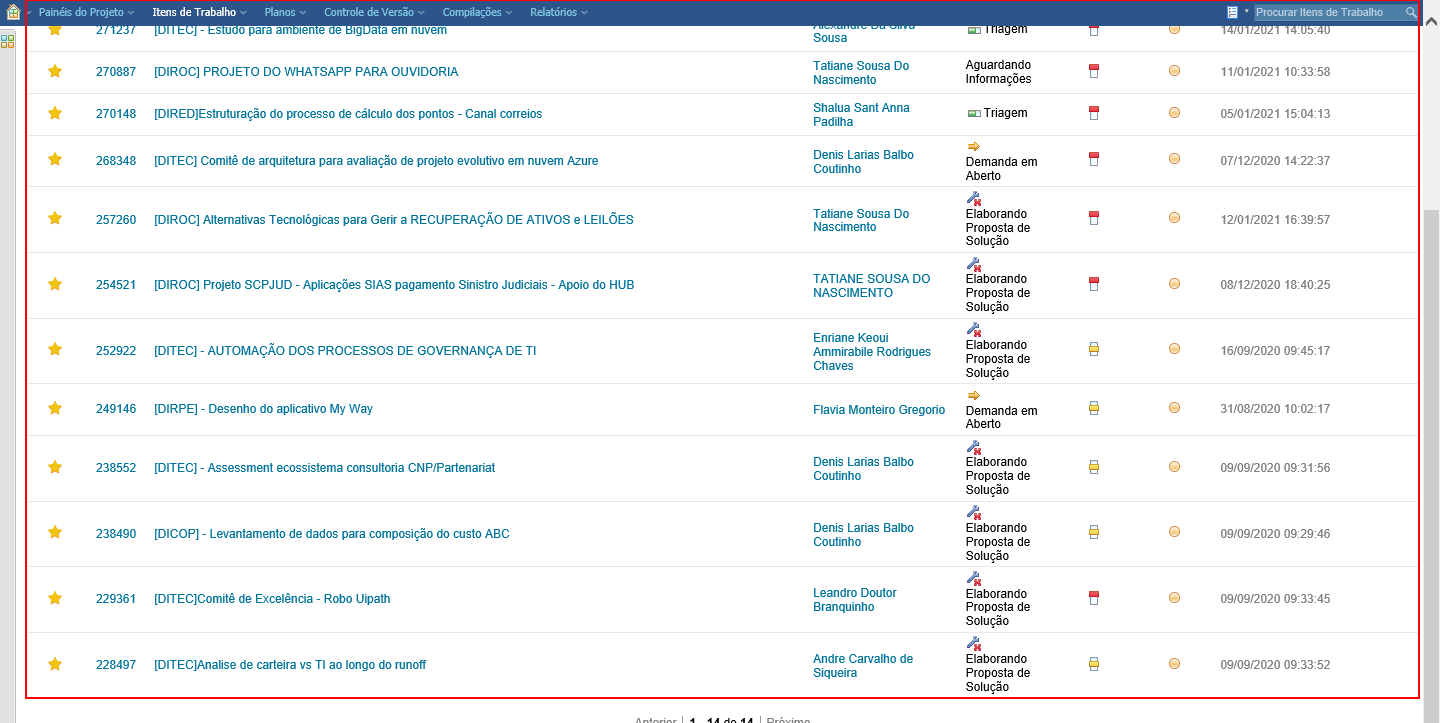 Painéis do Projeto Itens de Trabalho Planos Controle de Versão Compilações Relatórios Procurar Itens de Trabalho
271237 [DITEC] - Estudo para ambiente de BigData em nuvem Alexandre Da Silva Sousa Triagem 14/01/2021 14:05:40
270887 [DIROC] PROJETO DO WHATSAPP PARA OUVIDORIA Tatiane Sousa Do Nascimento Aguardando Informações 11/01/2021 10:33:58
270148 [DIRED]Estruturação do processo de cálculo dos pontos - Canal correios Shalua Sant Anna Padilha Triagem 05/01/2021 15:04:13
268348 [DITEC] Comitê de arquitetura para avaliação de projeto evolutivo em nuvem Azure Denis Larias Balbo Coutinho Demanda em Aberto 07/12/2020 14:22:37
257260 [DIROC] Alternativas Tecnológicas para Gerir a RECUPERAÇÃO DE ATIVOS e LEILÕES Tatiane Sousa Do Nascimento Elaborando Proposta de Solução 12/01/2021 16:39:57
254521 [DIROC] Projeto SCPJUD - Aplicações SIAS pagamento Sinistro Judiciais - Apoio do HUB TATIANE SOUSA DO NASCIMENTO Elaborando Proposta de Solução 08/12/2020 18:40:25
252922 [DITEC] - AUTOMAÇÃO DOS PROCESSOS DE GOVERNANÇA DE TI Enriane Keoui Ammirabile Rodrigues Chaves Elaborando Proposta de Solução 16/09/2020 09:45:17
249146 [DIRPE] - Desenho do aplicativo My Way Flavia Monteiro Gregorio Demanda em Aberto 31/08/2020 10:02:17
238552 [DITEC] - Assessment ecossistema consultoria CNP/Partenariat Denis Larias Balbo Coutinho Elaborando Proposta de Solução 09/09/2020 09:31:56
238490 [DICOP] - Levantamento de dados para composição do custo ABC Denis Larias Balbo Coutinho Elaborando Proposta de Solução 09/09/2020 09:29:46
229361 [DITEC]Comitê de Excelência - Robo Uipath Leandro Doutor Branquinho Elaborando Proposta de Solução 09/09/2020 09:33:45
228497 [DITEC]Analise de carteira vs TI ao longo do runoff Andre Carvalho de Siqueira Elaborando Proposta de Solução 09/09/2020 09:33:52
Anterior | 1 - 14 de 14 | Próximo